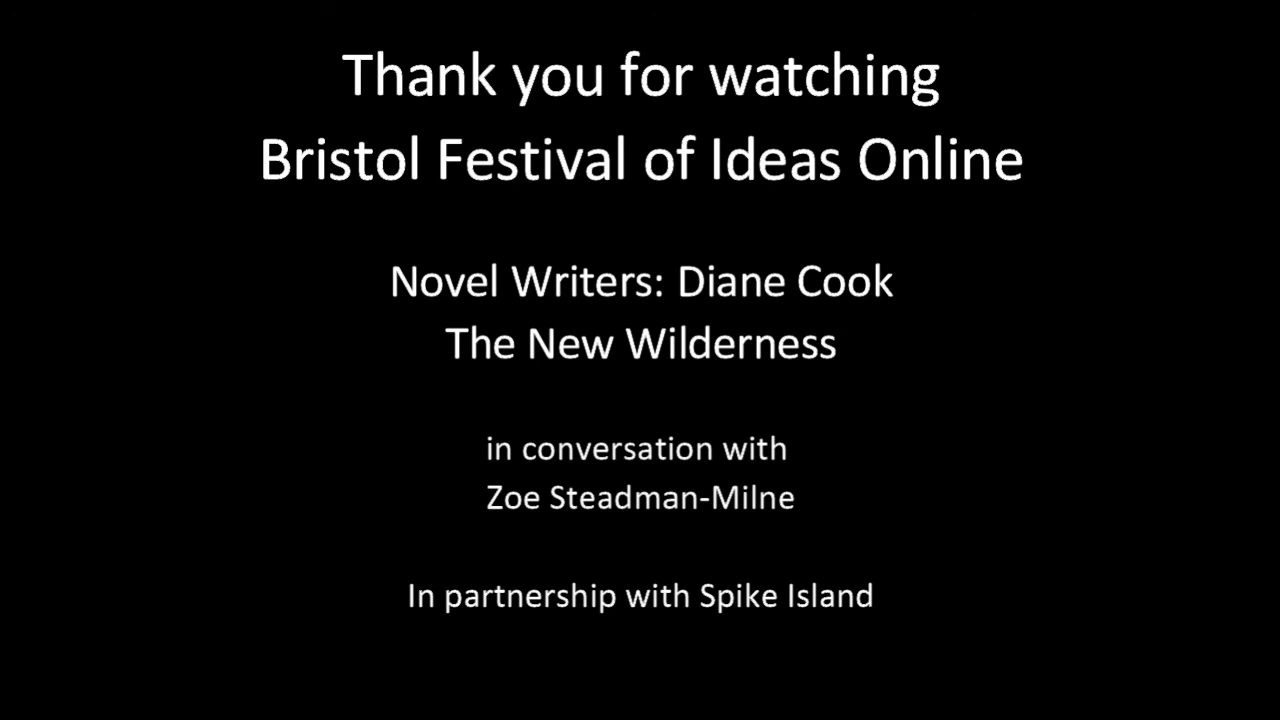 Thank you for watching
Bristol Festival of Ideas Online
Novel Writers: Diane Cook
The New Wilderness
in conversation with
Zoe Steadman-Milne
In partnership with Spike Island